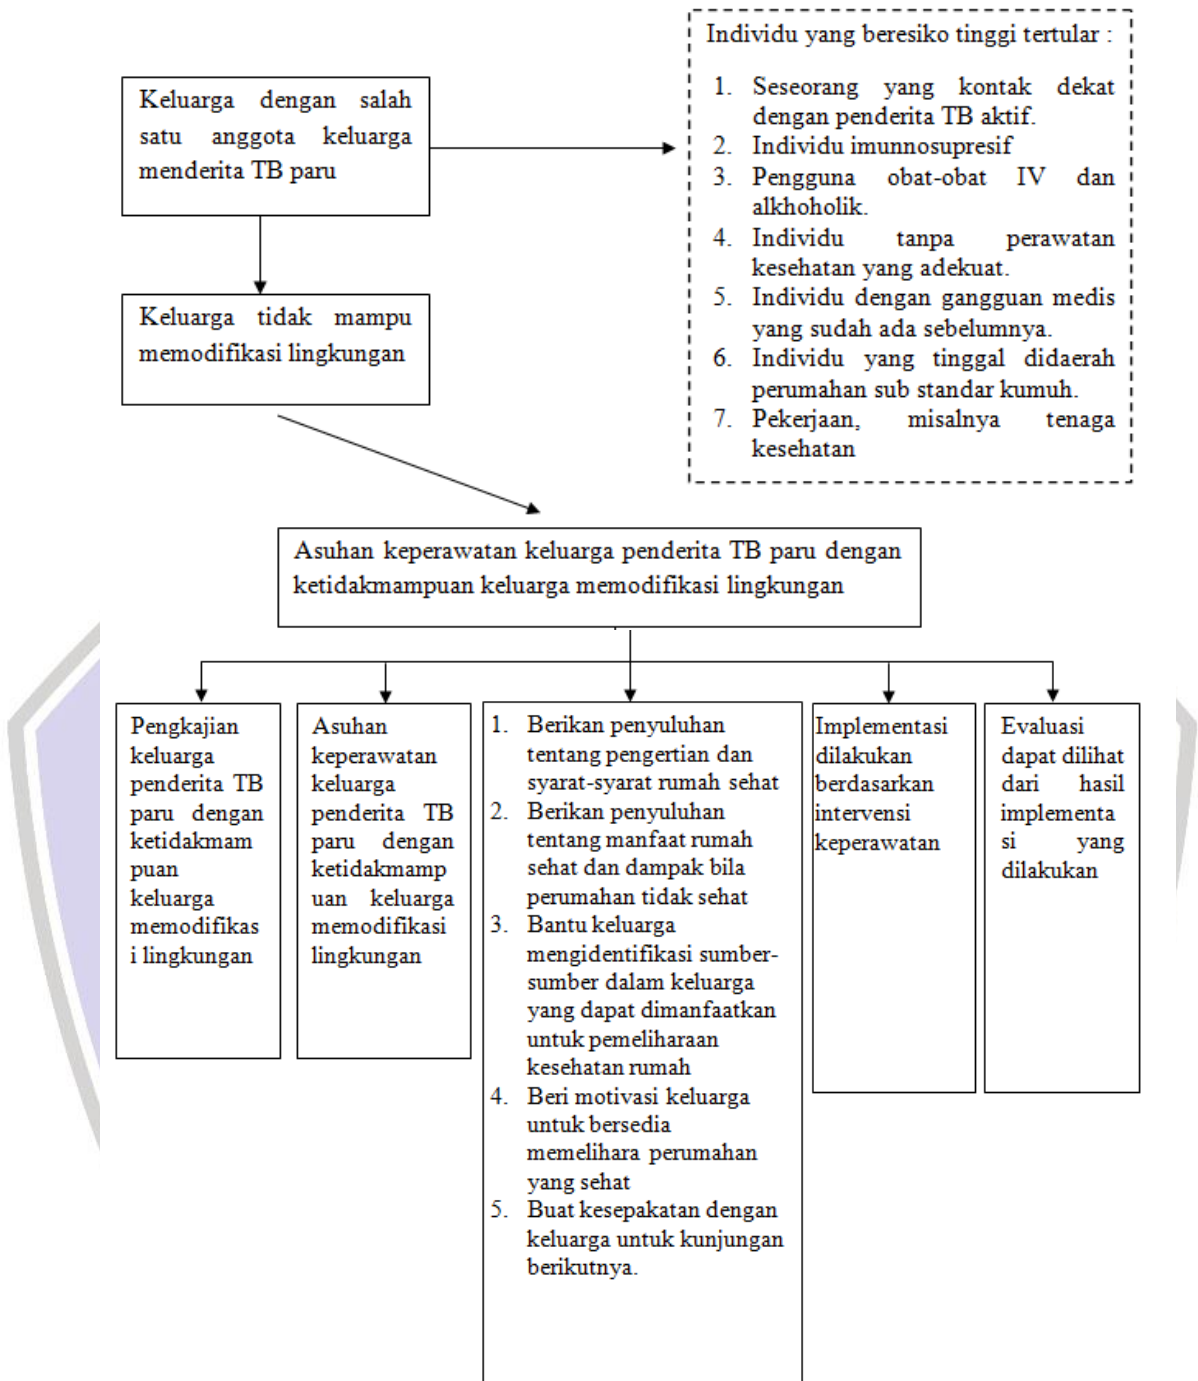 Individu yang beresiko tinggi tertular :
1. Seseorang yang kontak dekat
dengan penderita TB aktif.
2. Individu imunnosupresif
3. Pengguna obat-obat IV dan
alkhoholik.
4. Individu tanpa perawatan
kesehatan yang adekuat.
5. Individu dengan gangguan medis
yang sudah ada sebelumnya.
6. Individu yang tinggal didaerah
perumahan sub standar kumuh.
7. Pekerjaan, misalnya tenaga
kesehatan
Keluarga dengan salah
satu anggota keluarga
menderita TB paru
Keluarga tidak mampu
memodifikasi lingkungan
Asuhan keperawatan keluarga penderita TB paru dengan
ketidakmampuan keluarga memodifikasi lingkungan
Pengkajian
keluarga
penderita TB
paru dengan
ketidakmam
puan
keluarga
memodifikas
i lingkungan
Asuhan
keperawatan
keluarga
penderita TB
paru dengan
ketidakmamp
uan keluarga
memodifikasi
lingkungan
1. Berikan penyuluhan
tentang pengertian dan
syarat-syarat rumah sehat
2. Berikan penyuluhan
tentang manfaat rumah
sehat dan dampak bila
perumahan tidak sehat
3. Bantu keluarga
mengidentifikasi sumber-
sumber dalam keluarga
yang dapat dimanfaatkan
untuk pemeliharaan
kesehatan rumah
4. Beri motivasi keluarga
untuk bersedia
memelihara perumahan
yang sehat
5. Buat kesepakatan dengan
keluarga untuk kunjungan
berikutnya.
Implementasi
dilakukan
berdasarkan
intervensi
keperawatan
Evaluasi
dapat dilihat
dari hasil
implementa
si yang
dilakukan